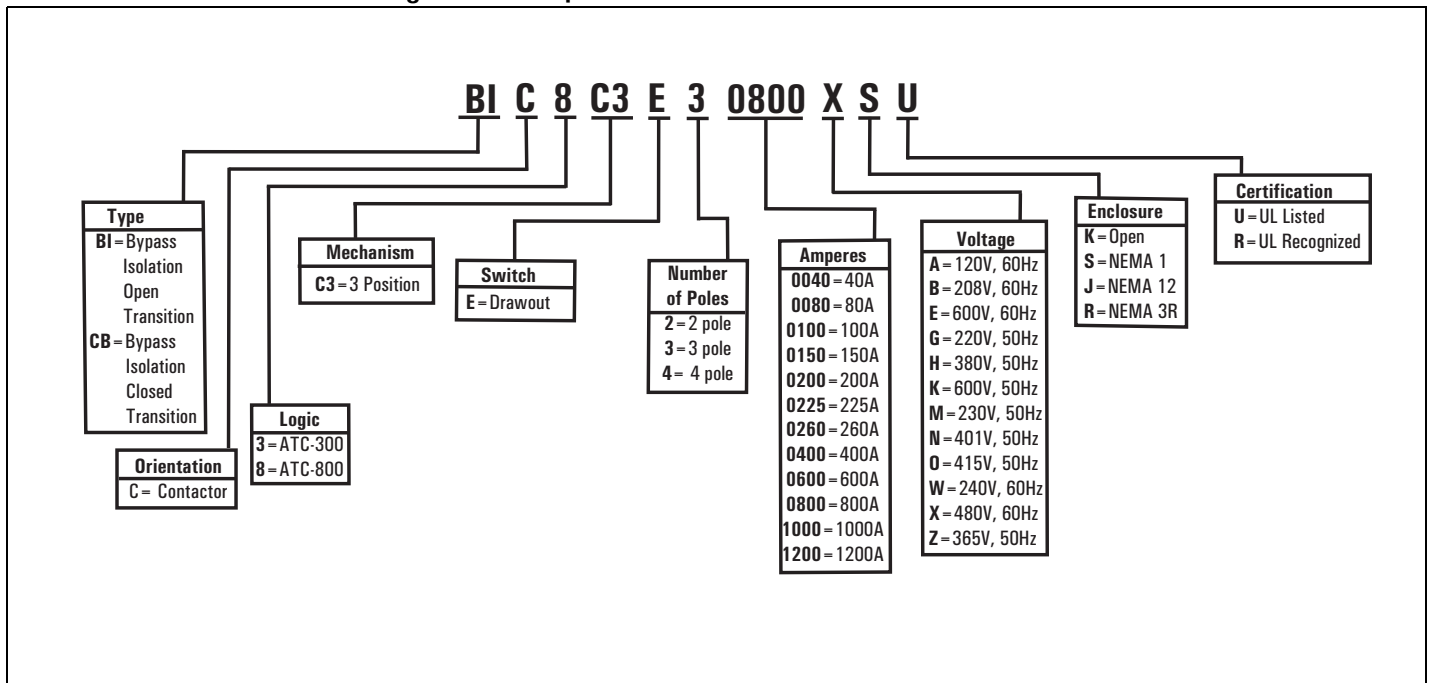 BI C 8 C3 E 3 0800 X S U
Type
BI=Bypass
Isolation
Open
Transition
CB=Bypass
Isolation
Closed
Transition
Orientation
C= Contactor
Logic
3=ATC-300
8=ATC-800
Mechanism
C3=3 Position
Switch
E=Drawout
Number
of Poles
2=2 pole
3=3 pole
4= 4 pole
Amperes
0040=40A
0080=80A
0100=100A
0150=150A
0200=200A
0225=225A
0260=260A
0400=400A
0600=600A
0800=800A
1000=1000A
1200=1200A
Voltage
A=120V, 60Hz
B=208V, 60Hz
E=600V, 60Hz
G=220V, 50Hz
H=380V, 50Hz
K=600V, 50Hz
M=230V, 50Hz
N=401V, 50Hz
O=415V, 50Hz
W=240V, 60Hz
X=480V, 60Hz
Z=365V, 50Hz
Enclosure
K=Open
S=NEMA 1
J=NEMA 12
R=NEMA 3R
Certification
U=UL Listed
R=UL Recognized